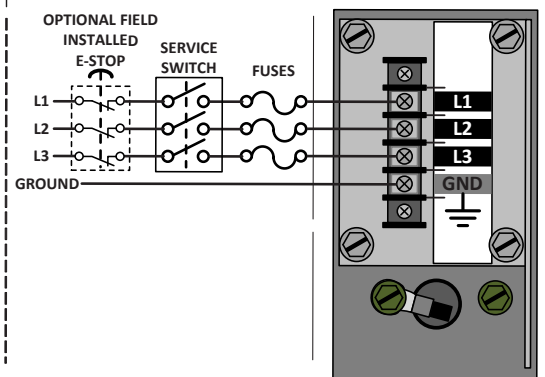 OPTIONAL FIELD
INSTALLED
E-STOP
SERVICE
SWITCH
FUSES
L1
L2
L3
GROUND
L1
L2
L3
GND